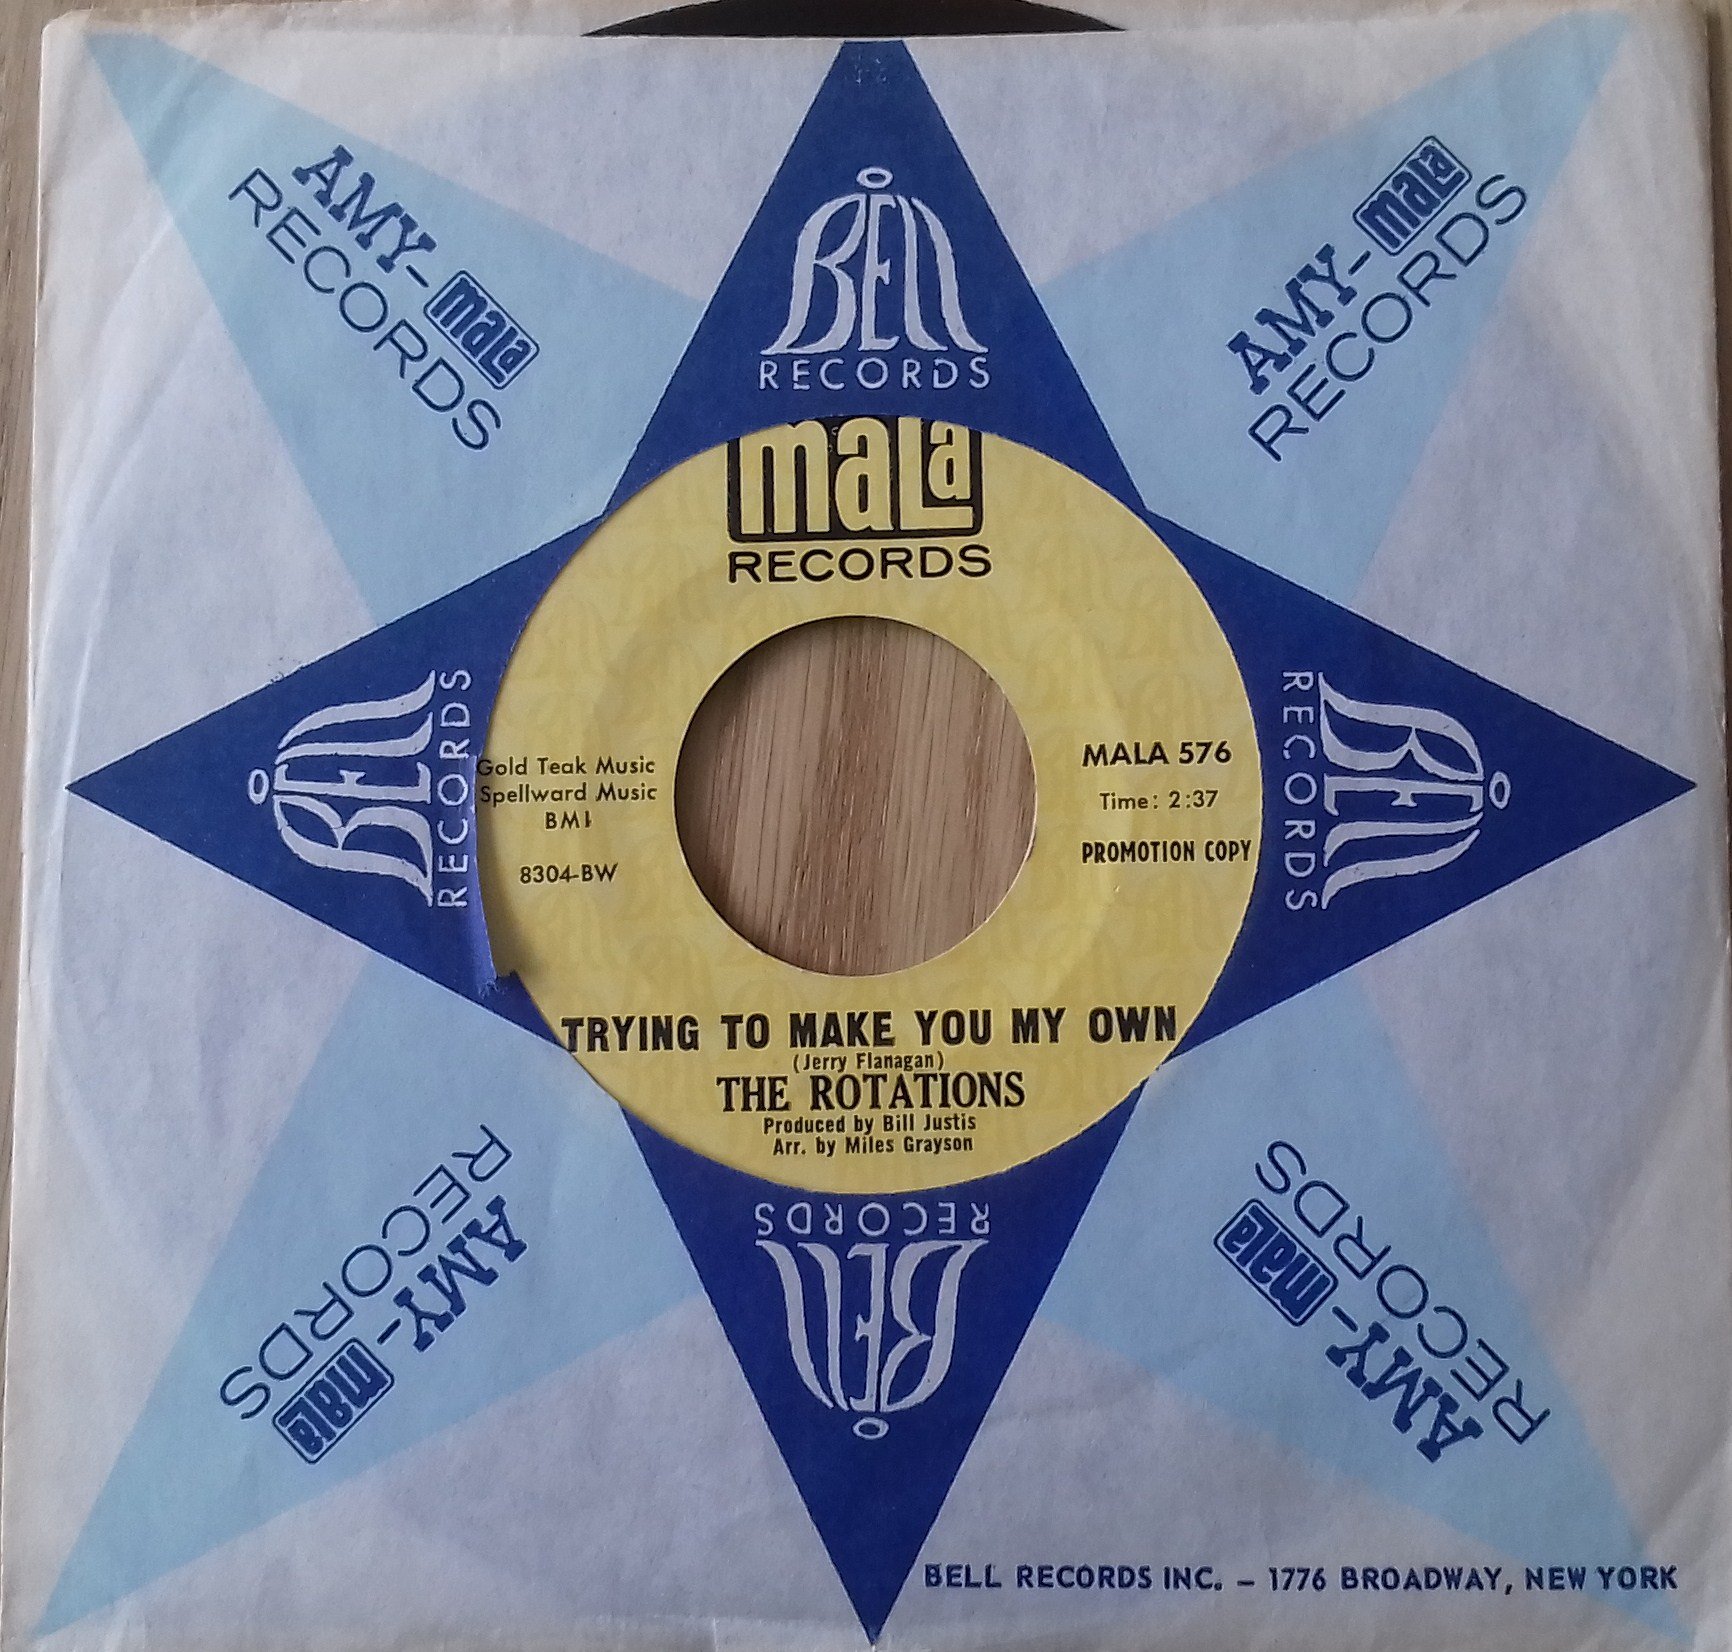 AMY-mala
RECORDS
BELL
RECORDS
AMY-mala
RECORDS
mala
RECORDS
BELL
RECORDS
Gold Teak Music
Spellward Music
BMI
8304-BW
MALA 576
Time: 2:37
PROMOTION COPY
BELL
RECORDS
TRYING TO MAKE YOU MY OWN
(Jerry Flanagan)
THE ROTATIONS
Produced by Bill Justis
Arr. by Miles Grayson
AMY-mala
RECORDS
BELL
RECORDS
AMY-mala
RECORDS
BELL RECORDS INC. – 1776 BROADWAY, NEW YORK